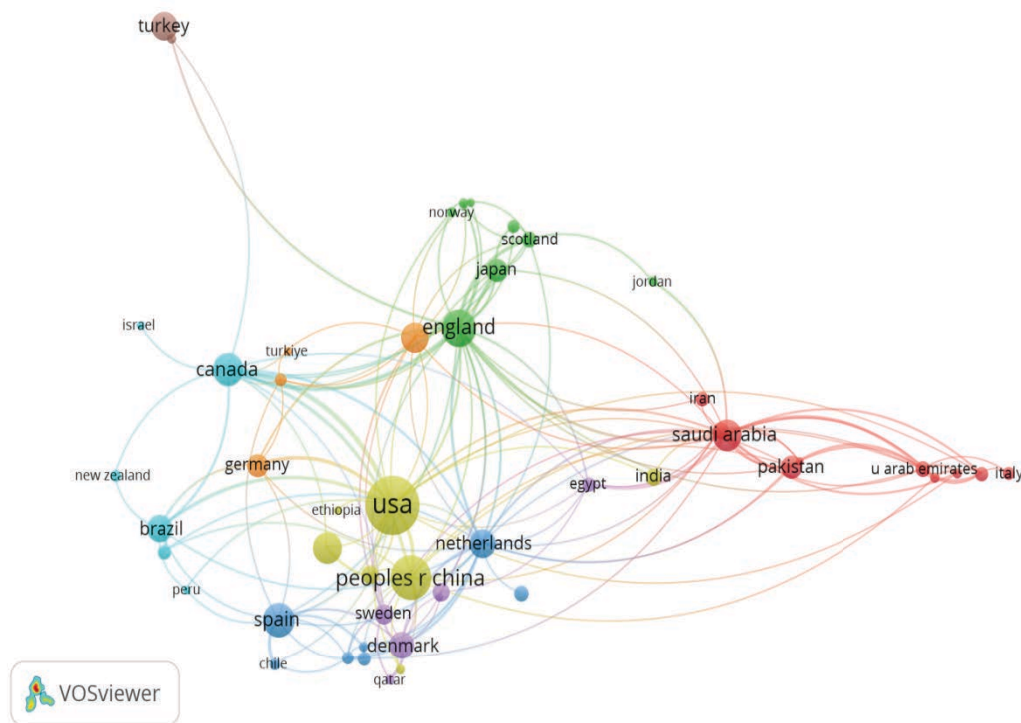 turkey
norway
scotland
japan
jordan
england
israel
turkiye
canada
iran
saudi arabia
germany
pakistan
u arab emirates
italy
new zealand
egypt
india
usa
ethiopia
brazil
netherlands
peoples r china
peru
sweden
spain
denmark
chile
qatar
VOSviewer